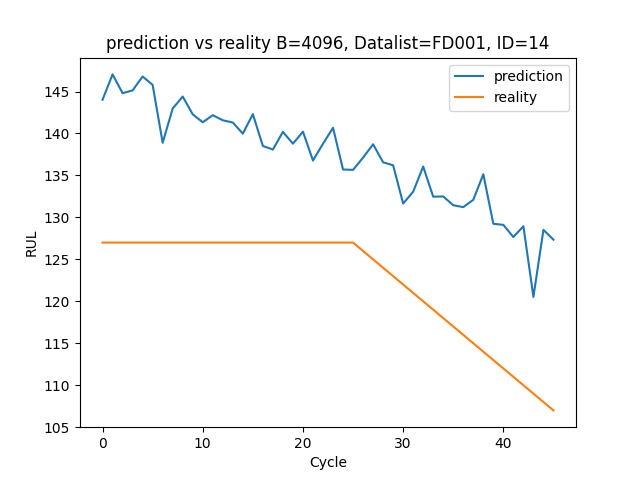 prediction vs reality B=4096, Datalist=FD001, ID=14
prediction
reality
RUL
145
140
135
130
125
120
115
110
105
0 10 20 30 40
Cycle